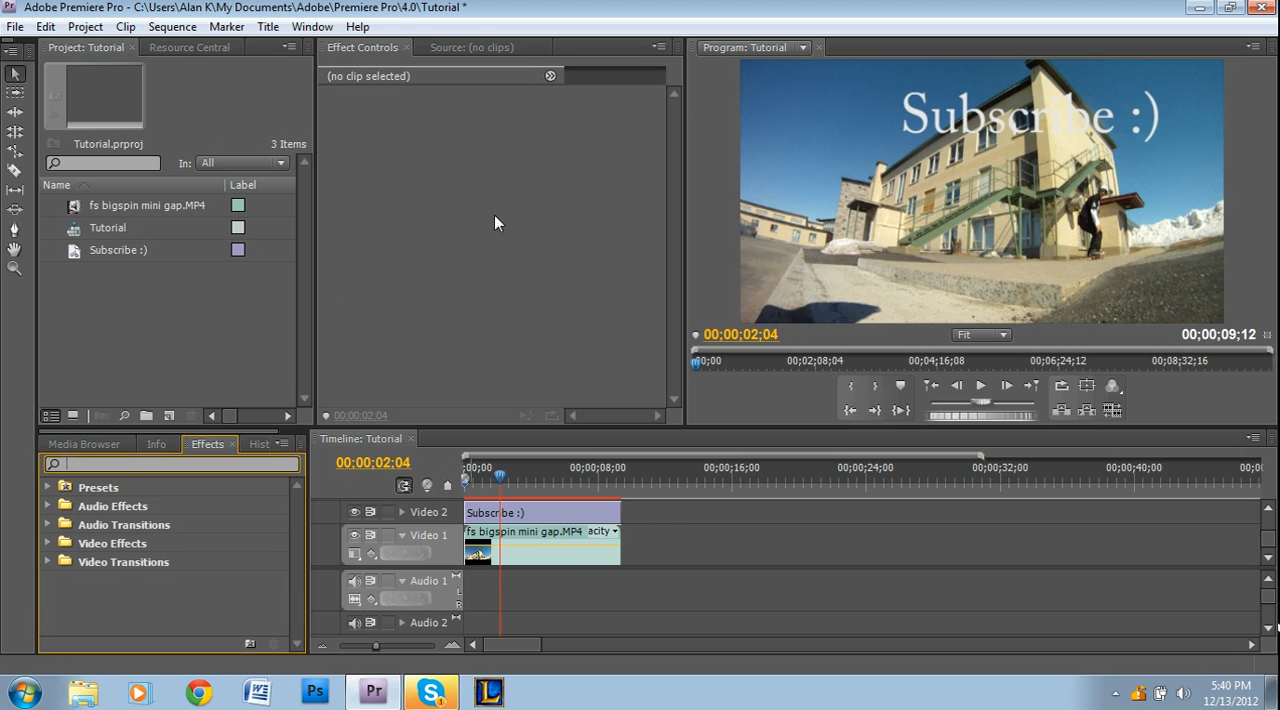 Adobe Premiere Pro - C:\Users\Alan K\My Documents\Adobe\Premiere Pro\4.0\Tutorial *
File Edit Project Clip Sequence Marker Title Window Help
Project: Tutorial Resource Central
Effect Controls Source: (no clips)
Program: Tutorial
(no clip selected)
Subscribe :)
Tutorial.prproj 3 Items
In: All
Name Label
fs bigspin mini gap.MP4
Tutorial
Subscribe :)
00;00;02;04
00;00;02;04 Fit 00;00;09;12
00;00 00;02;08;04 00;04;16;08 00;06;24;12 00;08;32;16
Media Browser Info Effects Hist
Presets
Audio Effects
Audio Transitions
Video Effects
Video Transitions
Timeline: Tutorial
00;00;02;04
;00;00 00;00;08;00 00;00;16;00 00;00;24;00 00;00;32;00 00;00;40;00 00;0
Video 2 Subscribe :)
Video 1 fs bigspin mini gap.MP4 acity
Audio 1
L
R
Audio 2
Ps Pr
5:40 PM
12/13/2012